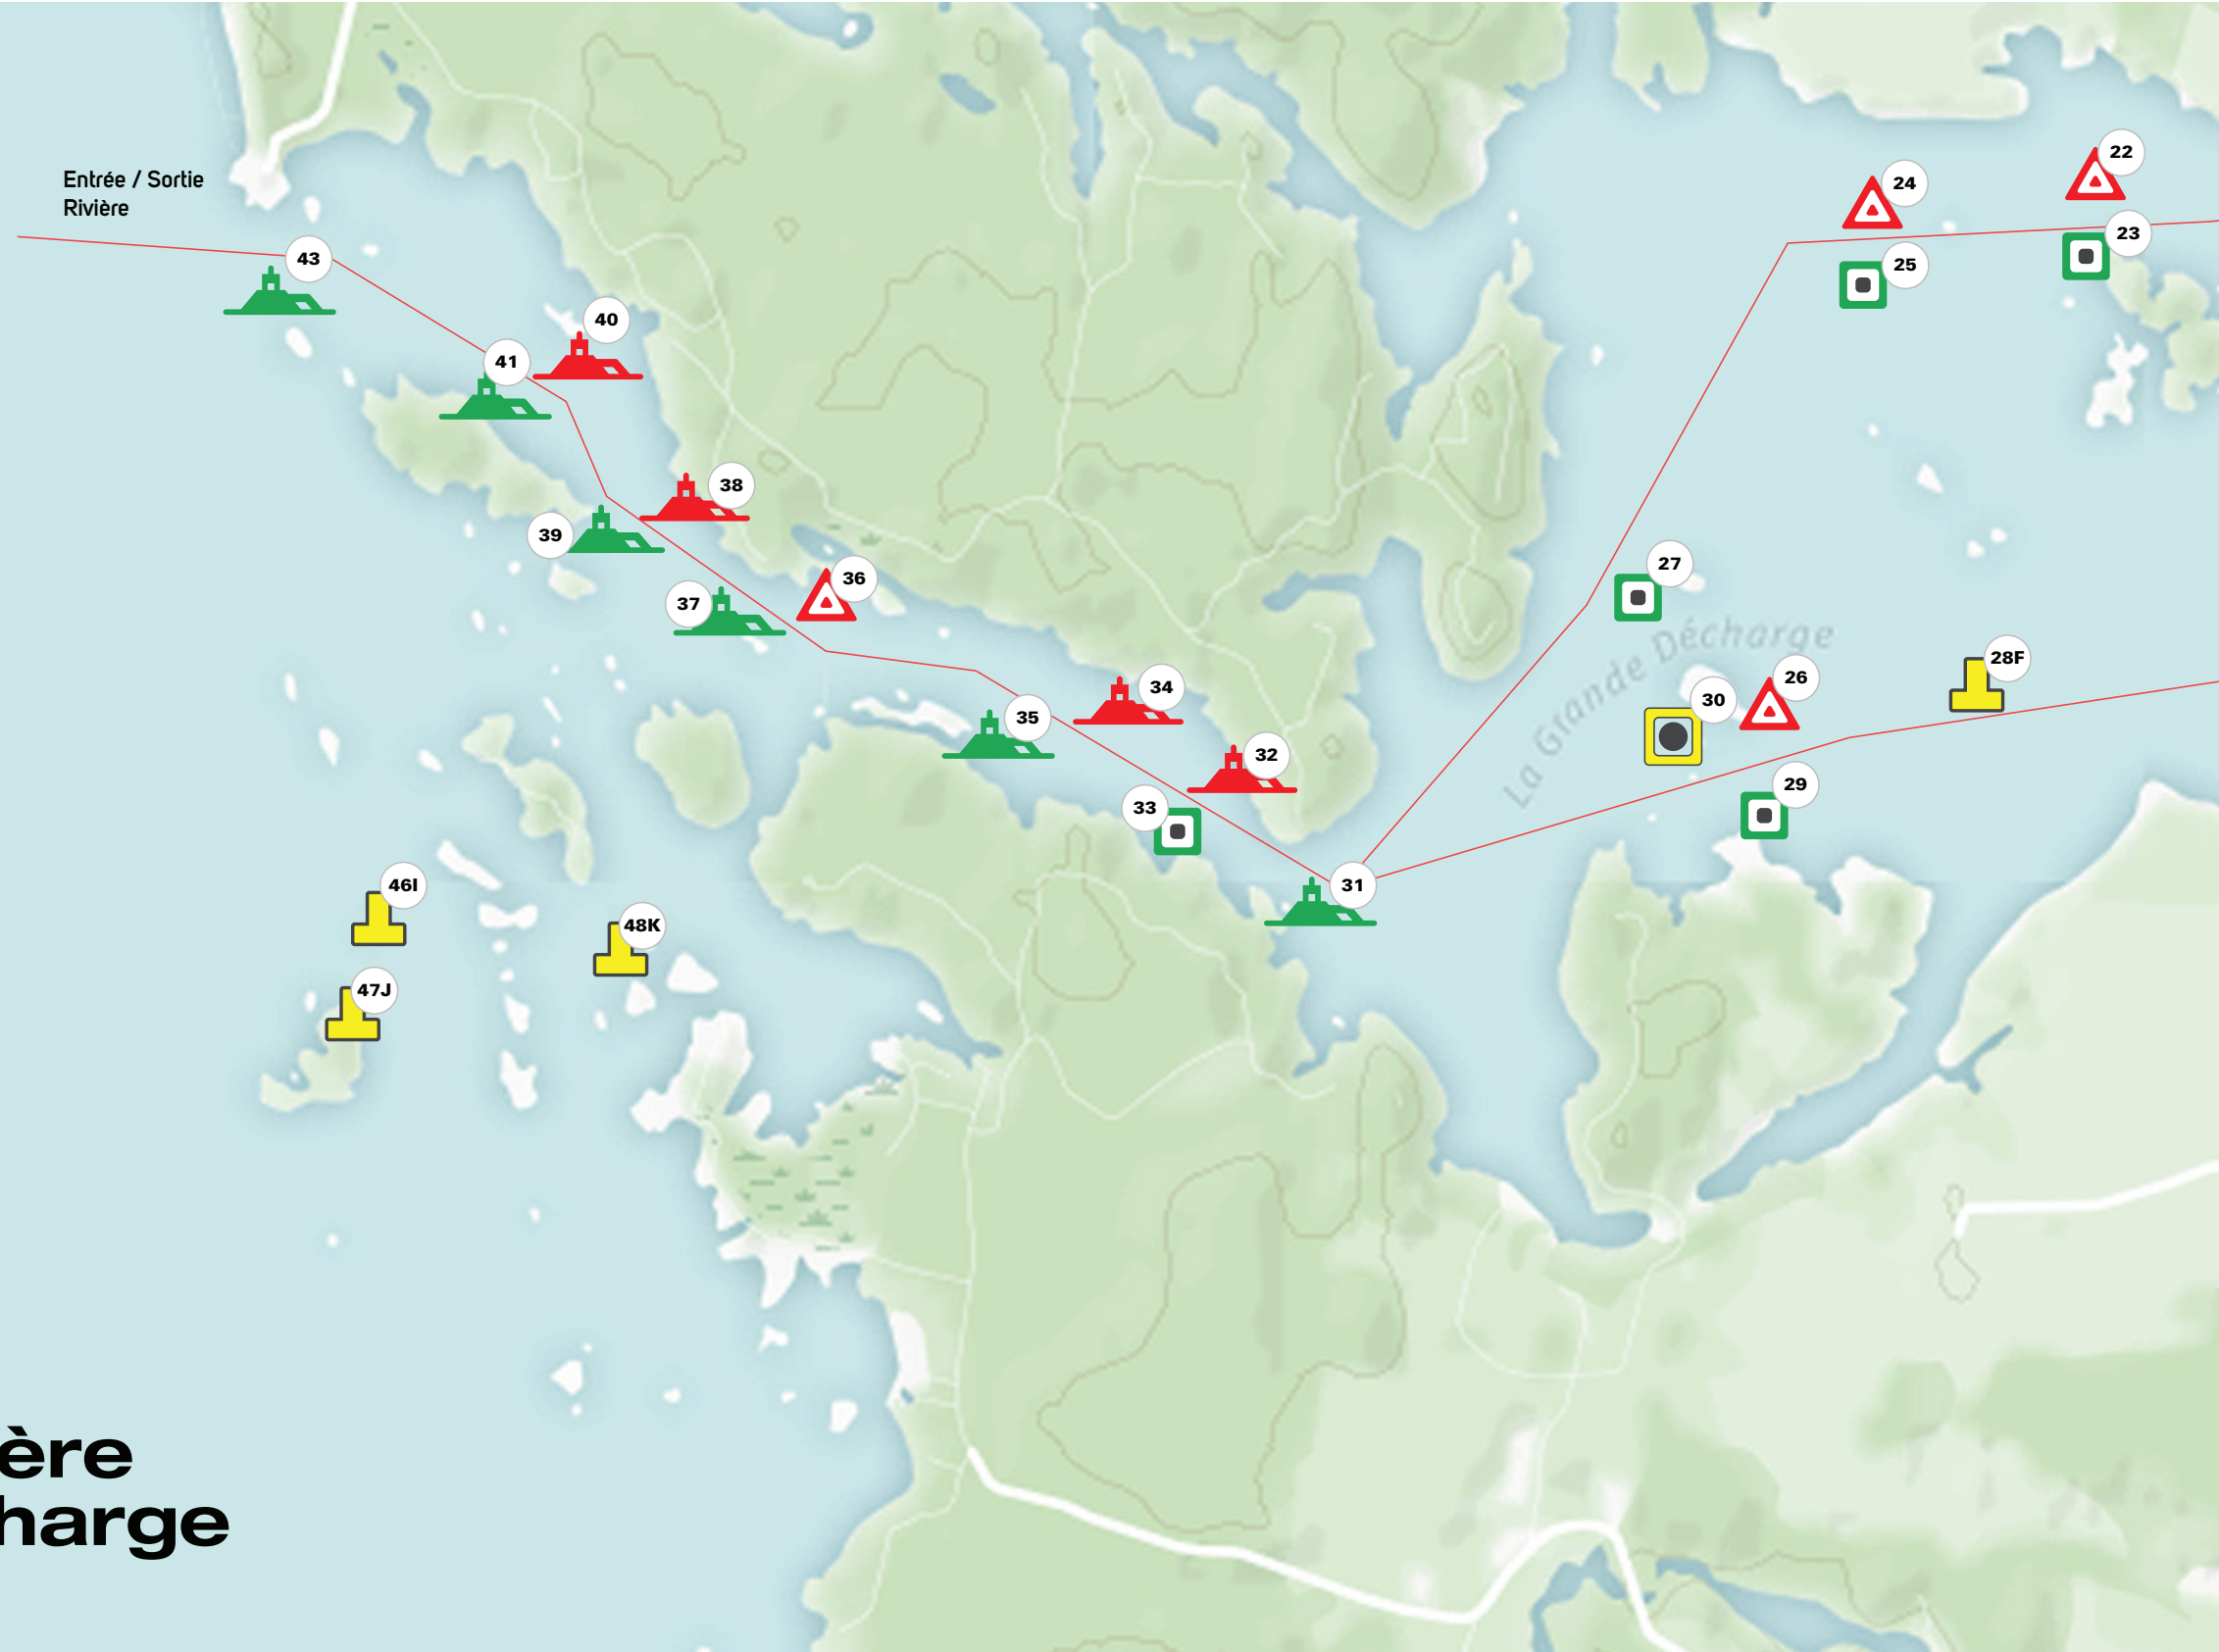 22
24
23
Entrée / Sortie
Rivière
43
25
40
41
38
39
27
36
37
La Grande Décharge
28F
26
34
30
35
32
29
33
31
46I
48K
47J
ère
harge